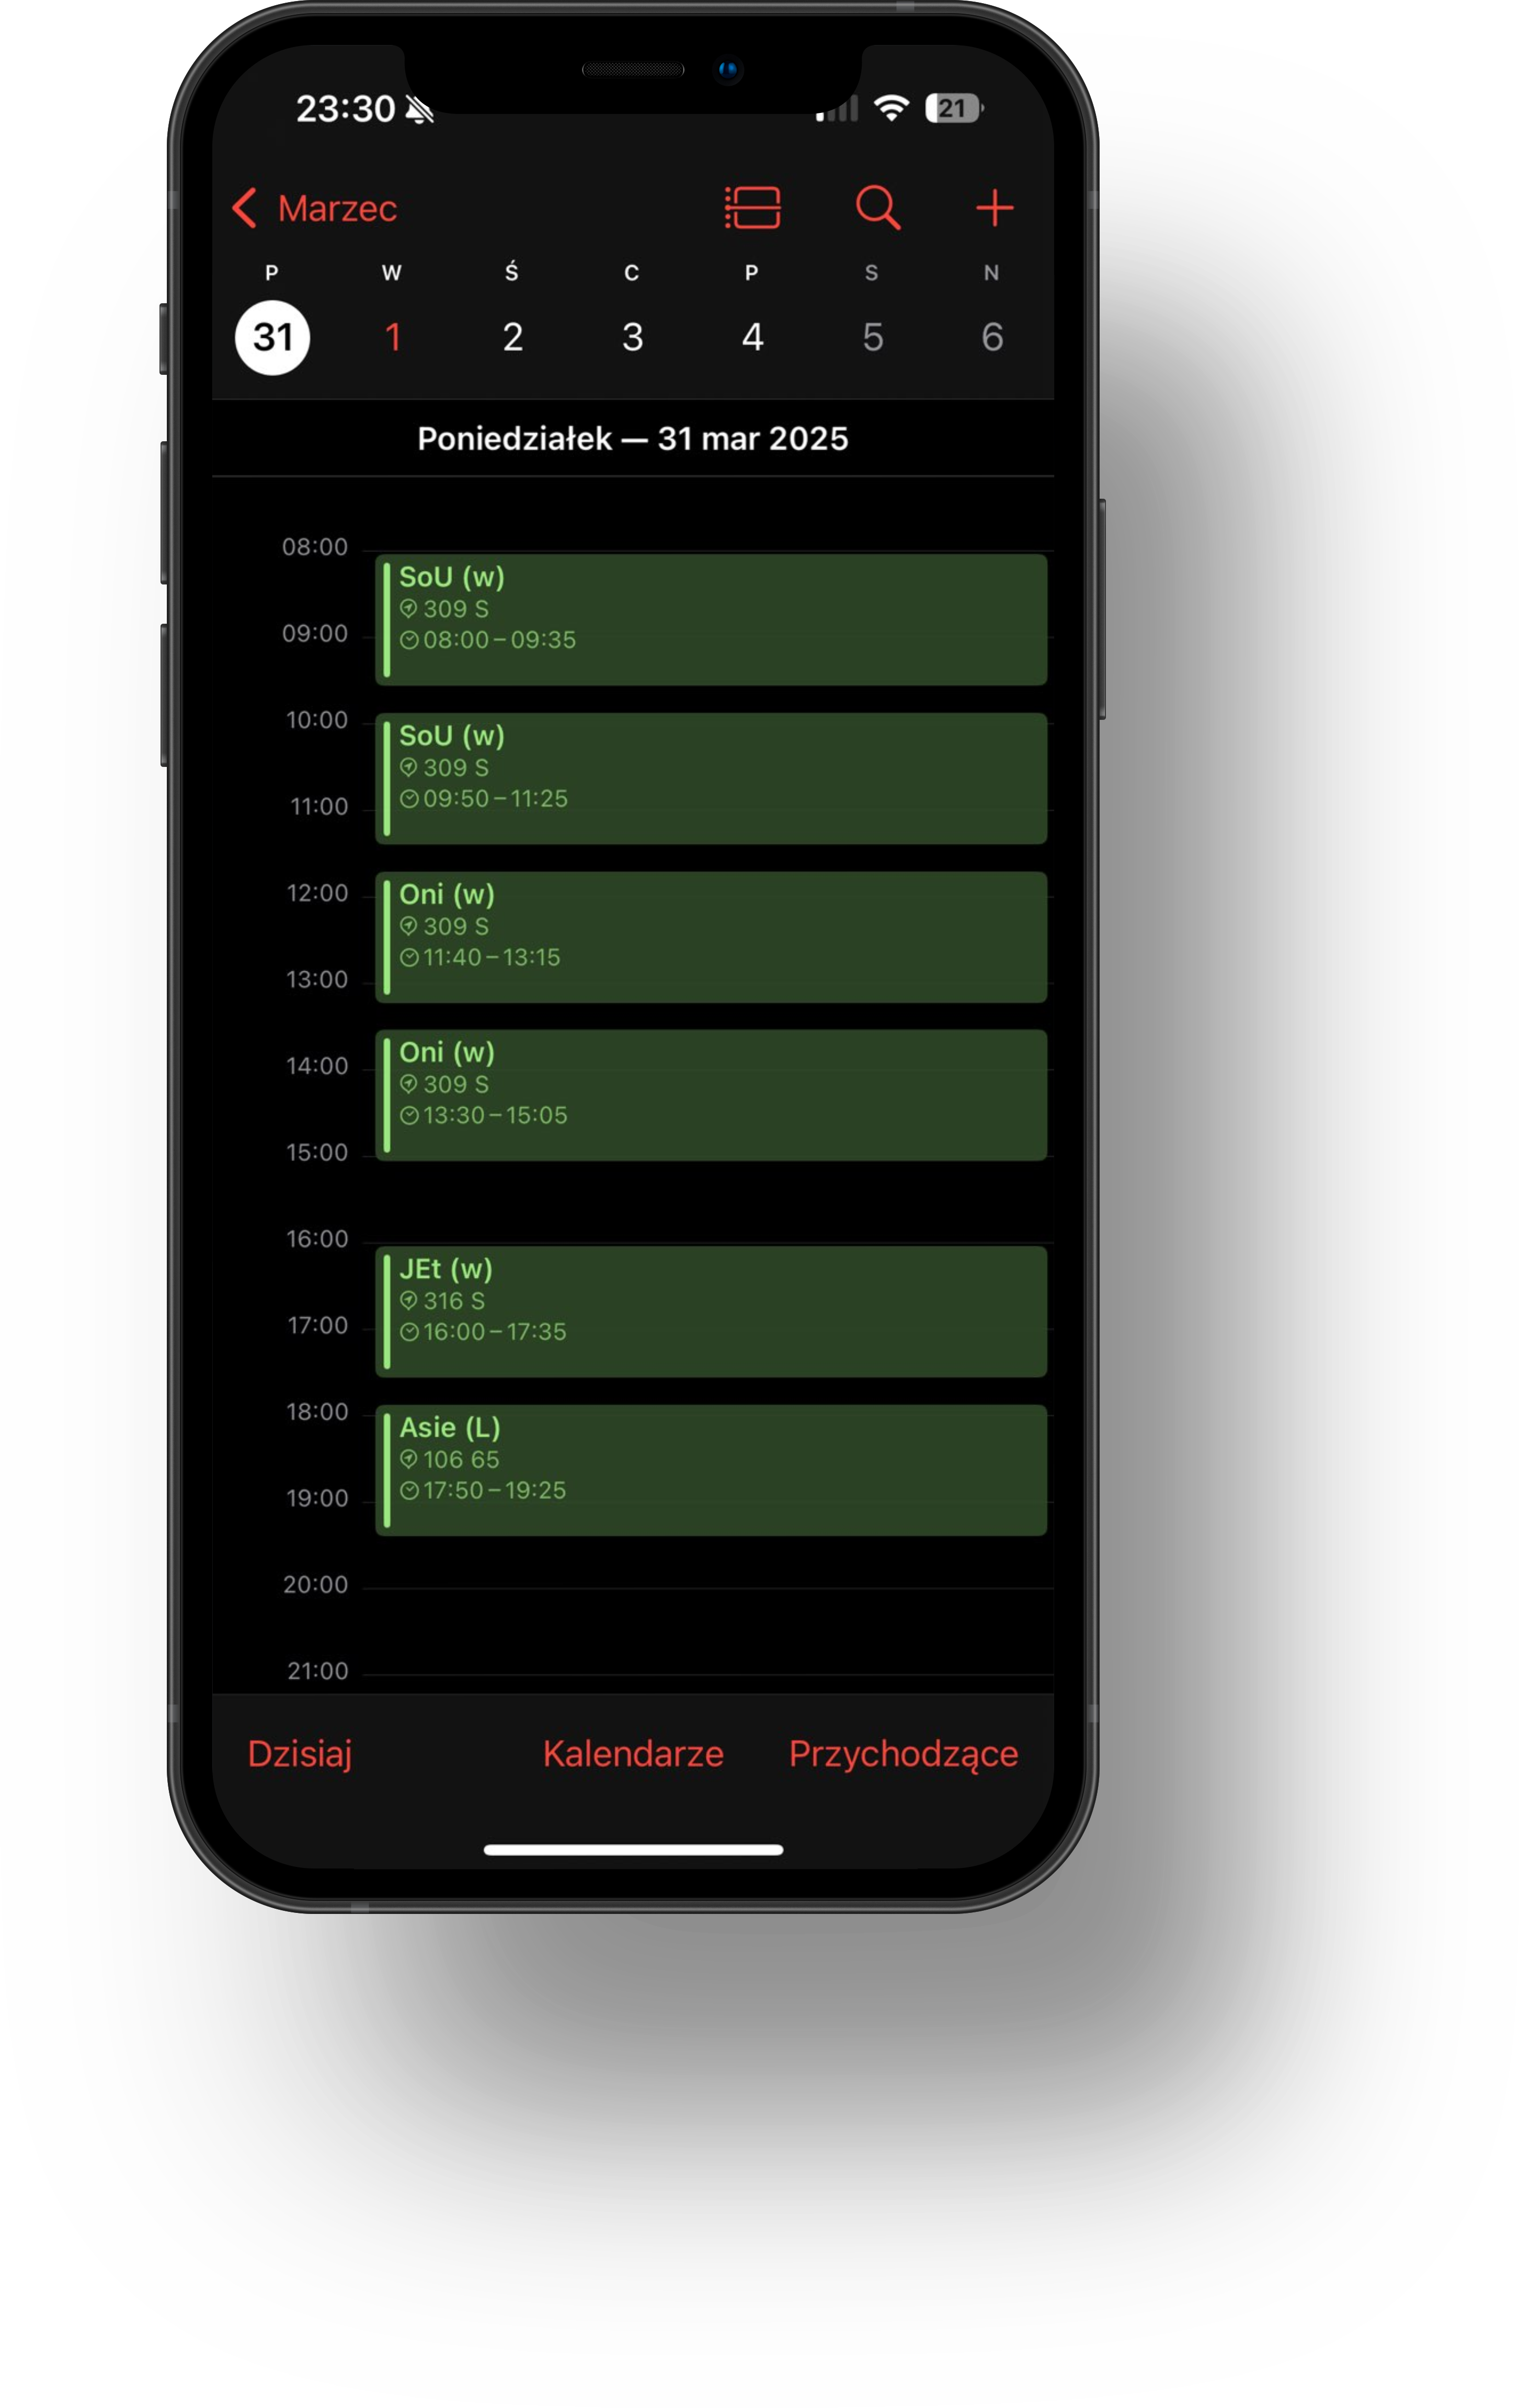 23:30
21
Marzec
P W Ś C P S N
31 1 2 3 4 5 6
Poniedziałek — 31 mar 2025
08:00
SoU (w)
309 S
09:00
08:00 – 09:35
10:00
SoU (w)
309 S
11:00
09:50 – 11:25
12:00
Oni (w)
309 S
11:40 – 13:15
13:00
14:00
Oni (w)
309 S
13:30 – 15:05
15:00
16:00
JEt (w)
316 S
17:00
16:00 – 17:35
18:00
Asie (L)
106 65
19:00
17:50 – 19:25
20:00
21:00
Dzisiaj Kalendarze Przychodzące